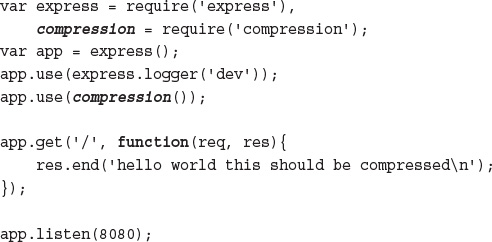 var express = require('express'),
    compression = require('compression');
var app = express();
app.use(express.logger('dev'));
app.use(compression());

app.get('/', function(req, res){
    res.end('hello world this should be compressed\n');
});

app.listen(8080);